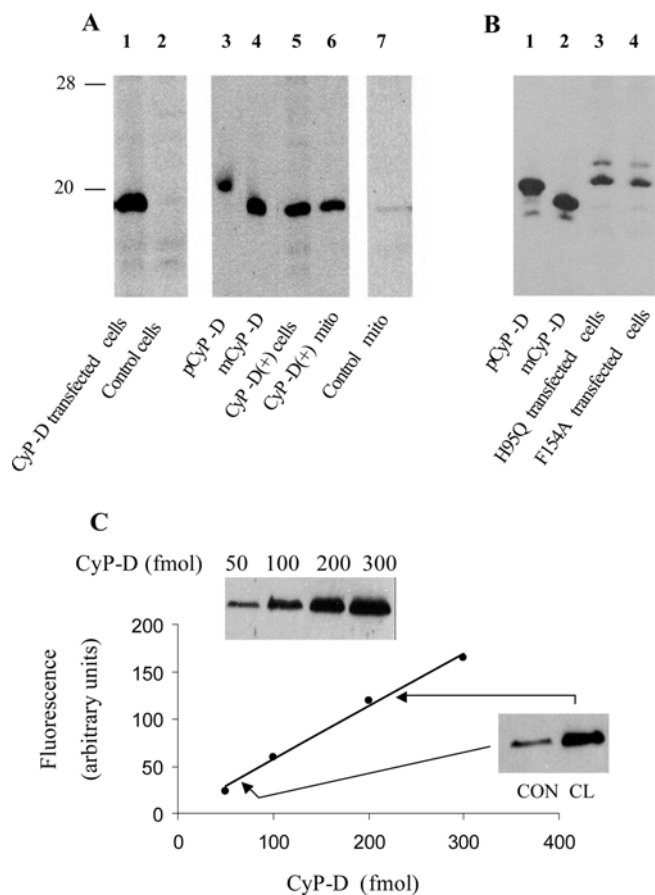 A
B
1 2 3 4 5 6 7
1 2 3 4
28
20
CyP-D transfected cells
Control cells
pCyP-D
mCyP-D
CyP-D(+) cells
CyP-D(+) mito
Control mito
pCyP-D
mCyP-D
H95Q transfected cells
F154A transfected cells
C
CyP-D (fmol) 50 100 200 300
Fluorescence
(arbitrary units)
200
150
100
50
0
CON CL
0 100 200 300 400
CyP-D (fmol)